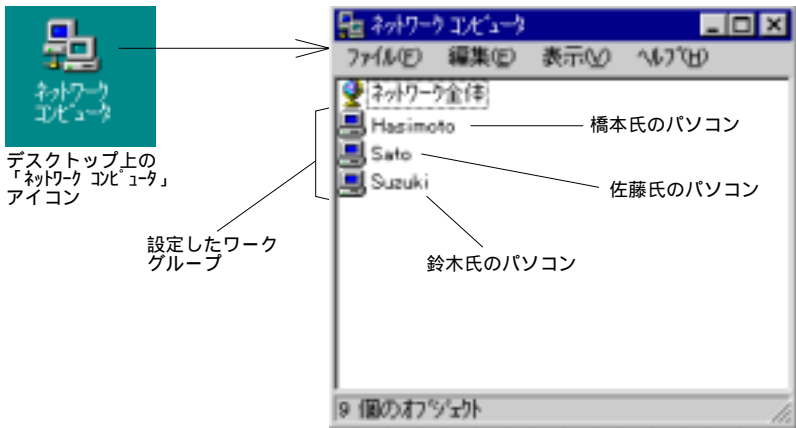 ネットワーク
コンピュータ
デスクトップ上の
「ネットワーク コンピュータ」
アイコン
設定したワーク
グループ
ネットワーク コンピュータ
ファイル(F) 編集(E) 表示(V) ヘルプ(H)
ネットワーク全体
Hasimoto
Sato
Suzuki
橋本氏のパソコン
佐藤氏のパソコン
鈴木氏のパソコン
9 個のオブジェクト